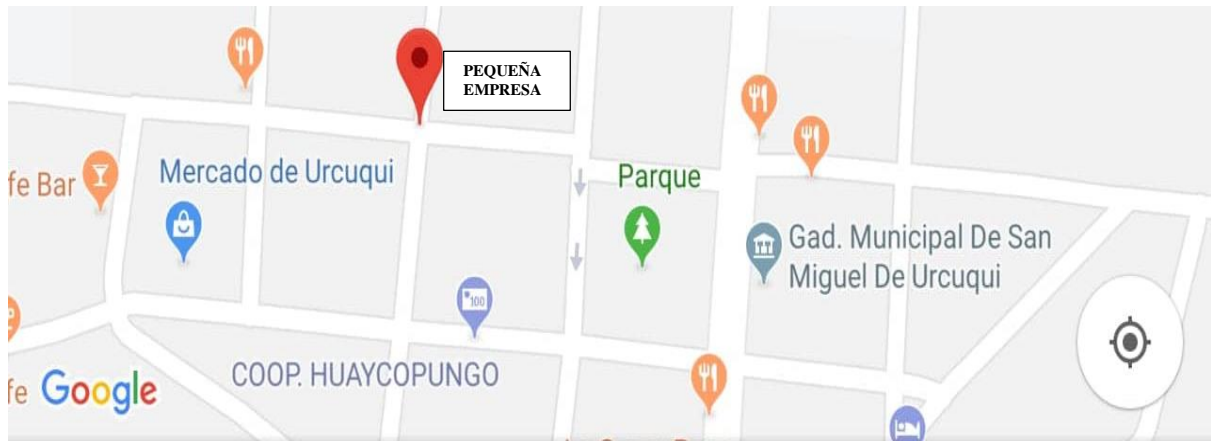 PEQUEÑA
EMPRESA
Mercado de Urcuqui
fe Bar
Parque
Gad. Municipal De San
Miguel De Urcuqui
100
COOP. HUAYCOPUNGO
fe
Google